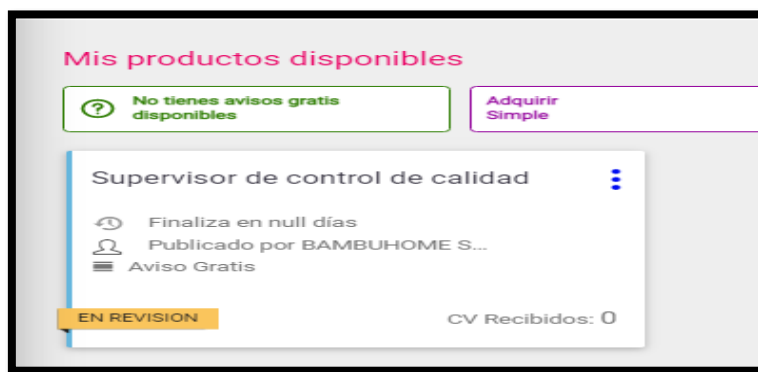 Mis productos disponibles
No tienes avisos gratis
disponibles
Adquirir
Simple
Supervisor de control de calidad
Finaliza en null días
Publicado por BAMBUHOME S...
Aviso Gratis
EN REVISION
CV Recibidos: 0